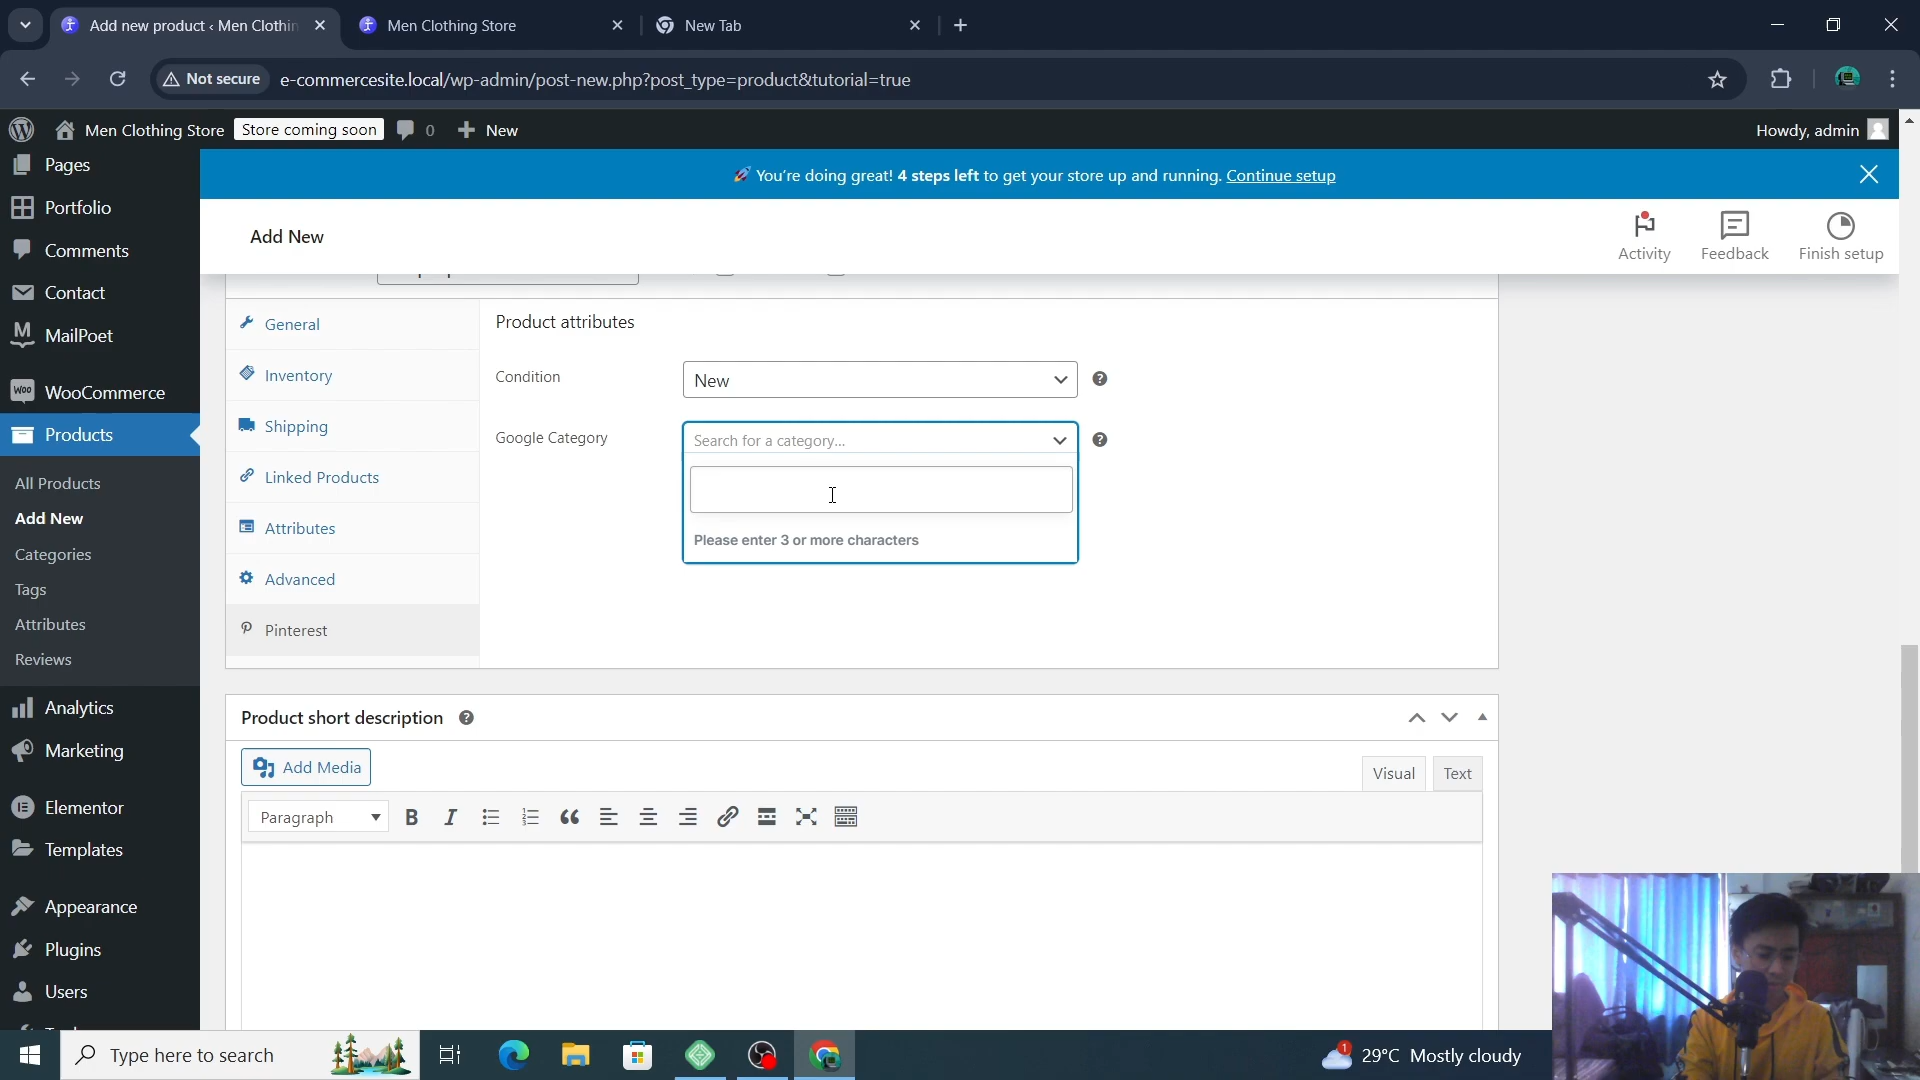 Add new product ‹ Men Clothin
Men Clothing Store
New Tab
Not secure
e-commercesite.local/wp-admin/post-new.php?post_type=product&tutorial=true
Men Clothing Store
Store coming soon
0
New
Howdy, admin
Pages
Portfolio
Comments
Contact
MailPoet
WooCommerce
Products
All Products
Add New
Categories
Tags
Attributes
Reviews
Analytics
Marketing
Elementor
Templates
Appearance
Plugins
Users
🚀 You're doing great! 4 steps left to get your store up and running. Continue setup
Add New
Activity
Feedback
Finish setup
General
Inventory
Shipping
Linked Products
Attributes
Advanced
Pinterest
Product attributes
Condition
New
Google Category
Search for a category...
Please enter 3 or more characters
Product short description
Add Media
Visual
Text
Paragraph
Type here to search
1
29°C Mostly cloudy